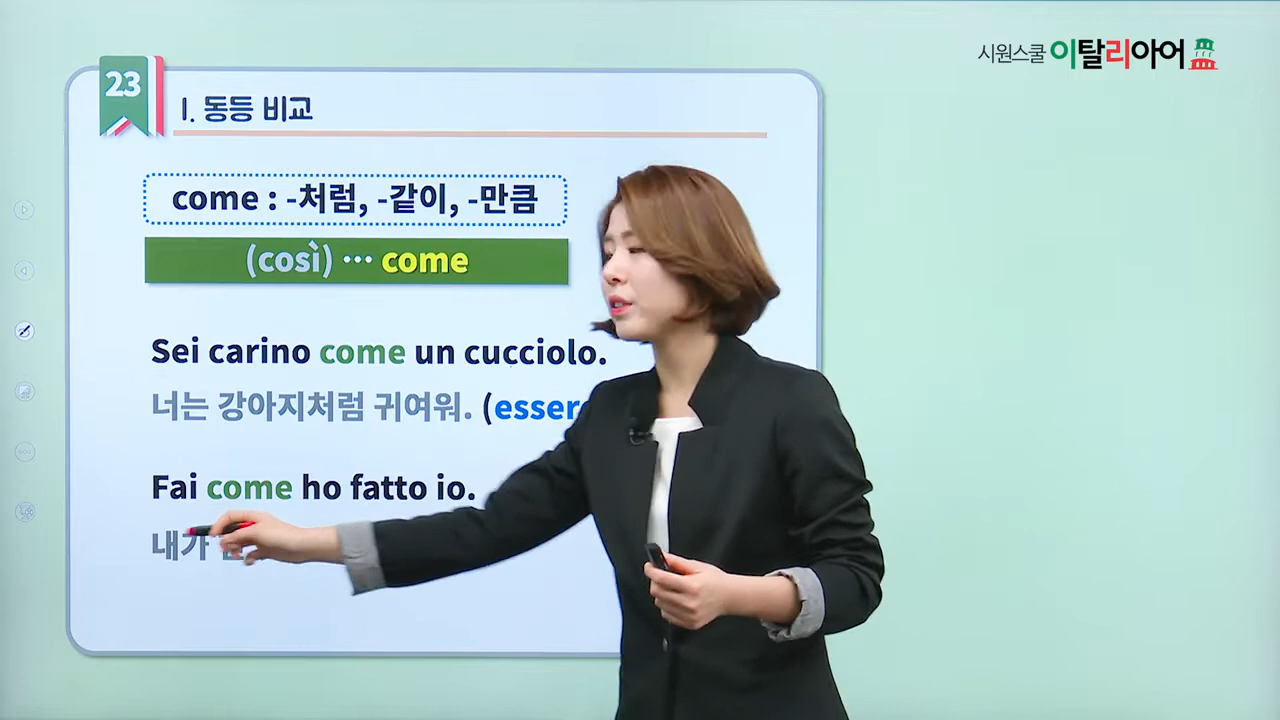 시원스쿨 이탈리아어
23
I. 동등 비교
come : -처럼, -같이, -만큼
(così) ··· come
Sei carino come un cucciolo.
너는 강아지처럼 귀여워. (essere
Fai come ho fatto io.
내가